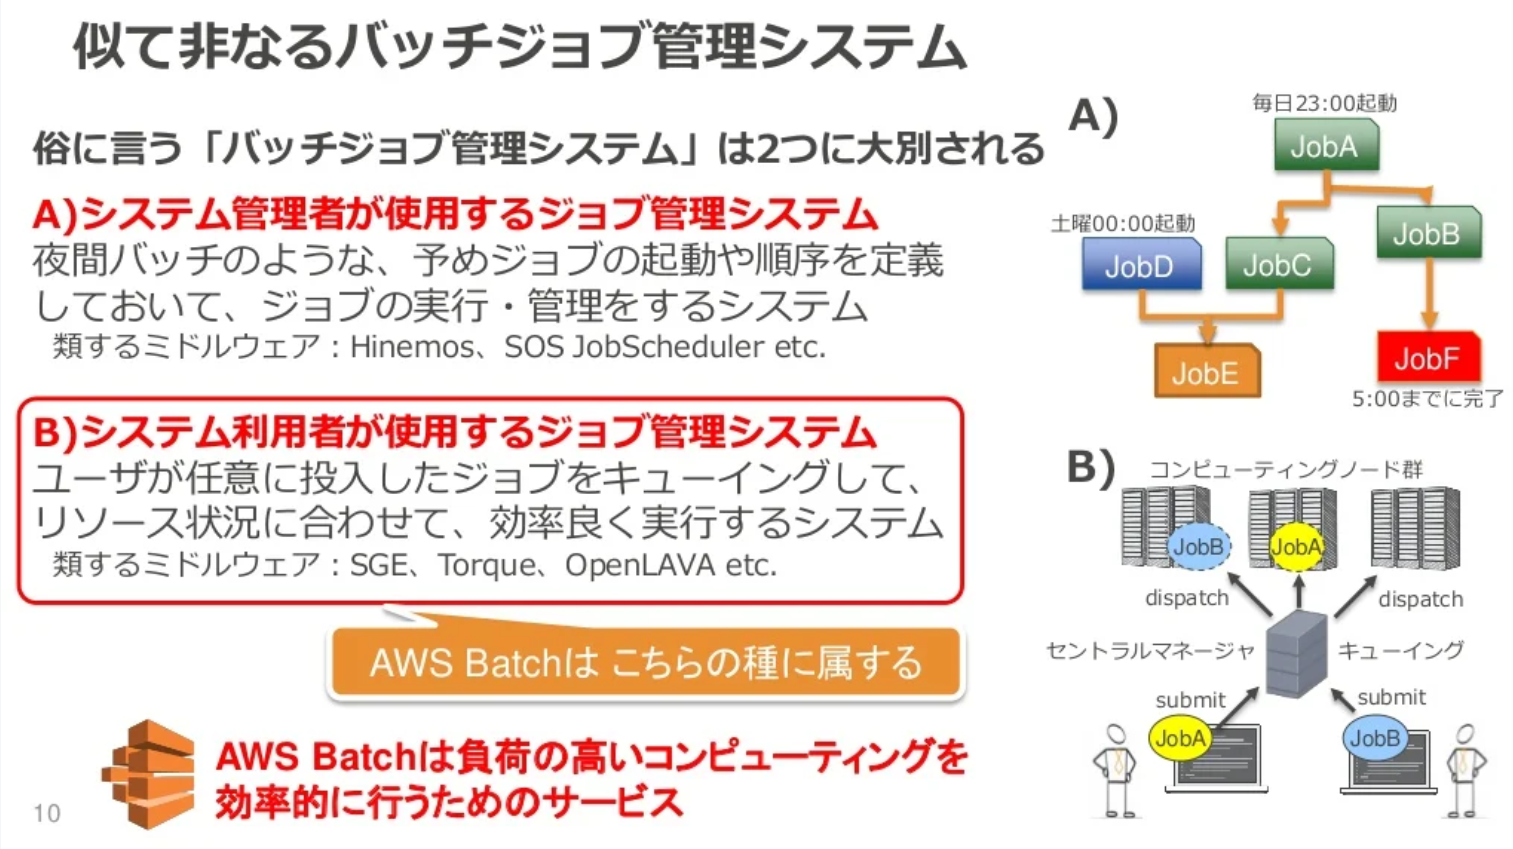 似て非なるバッチジョブ管理システム
俗に言う「バッチジョブ管理システム」は2つに大別される
A)システム管理者が使用するジョブ管理システム
夜間バッチのような、予めジョブの起動や順序を定義
しておいて、ジョブの実行・管理をするシステム
類するミドルウェア：Hinemos、SOS JobScheduler etc.
B)システム利用者が使用するジョブ管理システム
ユーザが任意に投入したジョブをキューイングして、
リソース状況に合わせて、効率良く実行するシステム
類するミドルウェア：SGE、Torque、OpenLAVA etc.
AWS Batchは こちらの種に属する
AWS Batchは負荷の高いコンピューティングを
効率的に行うためのサービス
10
A)
毎日23:00起動
JobA
土曜00:00起動
JobB
JobD
JobC
JobE
JobF
5:00までに完了
B)
コンピューティングノード群
JobB
JobA
dispatch
dispatch
セントラルマネージャ
キューイング
submit
submit
JobA
JobB